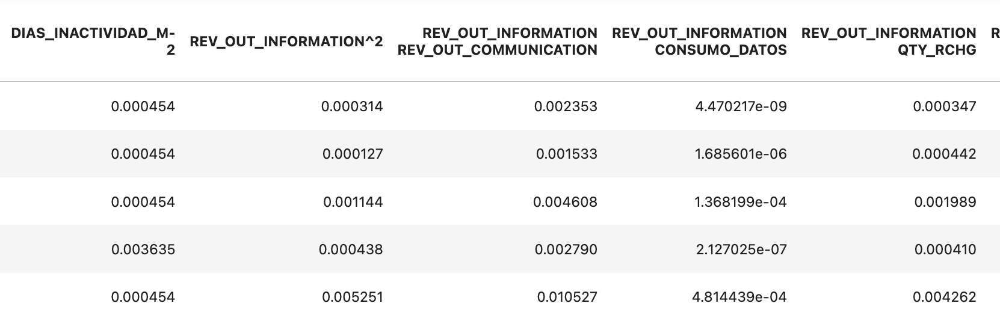 DIAS_INACTIVIDAD_M-
2
REV_OUT_INFORMATION^2
REV_OUT_INFORMATION
REV_OUT_COMMUNICATION
REV_OUT_INFORMATION
CONSUMO_DATOS
REV_OUT_INFORMATION
QTY_RCHG
R
0.000454 0.000314 0.002353 4.470217e-09 0.000347
0.000454 0.000127 0.001533 1.685601e-06 0.000442
0.000454 0.001144 0.004608 1.368199e-04 0.001989
0.003635 0.000438 0.002790 2.127025e-07 0.000410
0.000454 0.005251 0.010527 4.814439e-04 0.004262